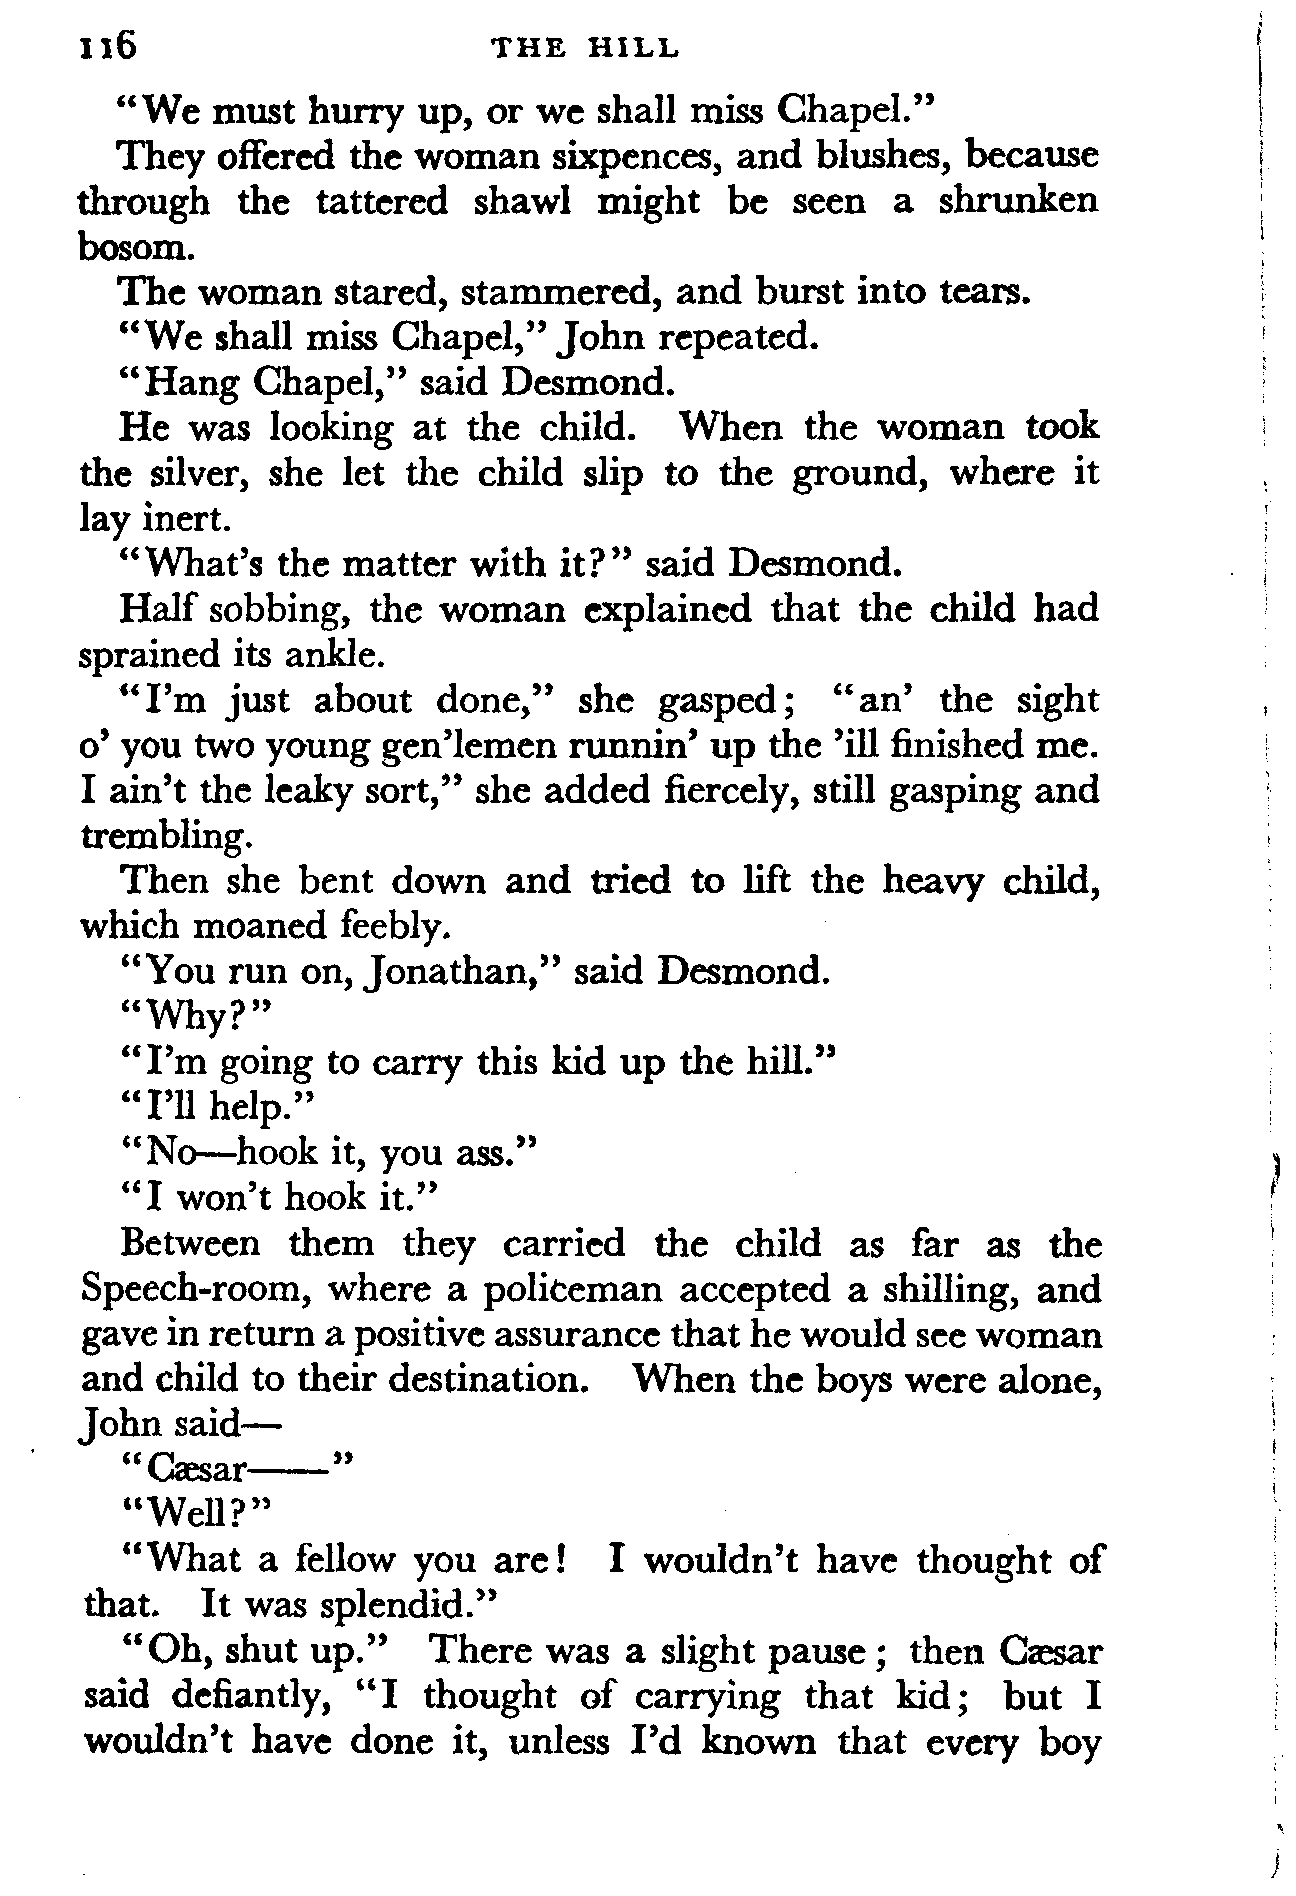 116 THE HILL
"We must hurry up, or we shall miss Chapel."
They offered the woman sixpences, and blushes, because
through the tattered shawl might be seen a shrunken
bosom.
The woman stared, stammered, and burst into tears.
"We shall miss Chapel," John repeated.
"Hang Chapel," said Desmond.
He was looking at the child. When the woman took
the silver, she let the child slip to the ground, where it
lay inert.
"What's the matter with it?" said Desmond.
Half sobbing, the woman explained that the child had
sprained its ankle.
"I'm just about done," she gasped; "an' the sight
o' you two young gen'lemen runnin' up the 'ill finished me.
I ain't the leaky sort," she added fiercely, still gasping and
trembling.
Then she bent down and tried to lift the heavy child,
which moaned feebly.
"You run on, Jonathan," said Desmond.
"Why?"
"I'm going to carry this kid up the hill."
"I'll help."
"No—hook it, you ass."
"I won't hook it."
Between them they carried the child as far as the
Speech-room, where a policeman accepted a shilling, and
gave in return a positive assurance that he would see woman
and child to their destination. When the boys were alone,
John said—
"Cæsar——"
"Well?"
"What a fellow you are! I wouldn't have thought of
that. It was splendid."
"Oh, shut up." There was a slight pause; then Cæsar
said defiantly, "I thought of carrying that kid; but I
wouldn't have done it, unless I'd known that every boy